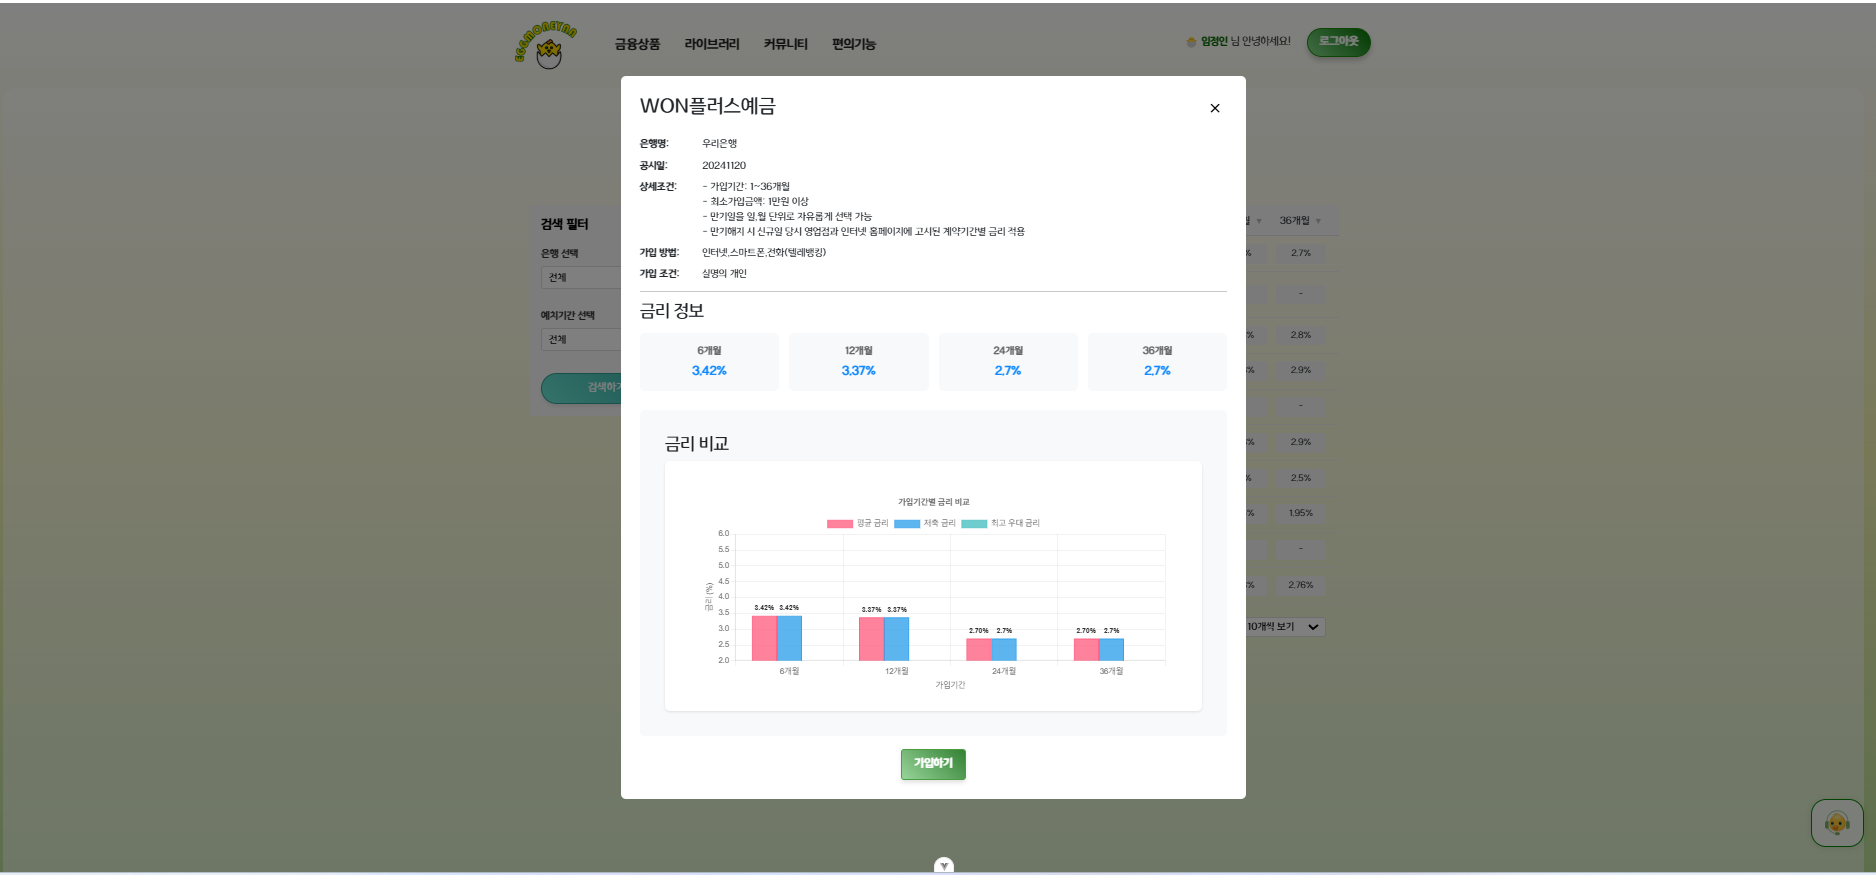 EGGMONEYNA
금융상품 라이브러리 커뮤니티 편의기능
임경인 님 안녕하세요! 로그아웃
WON플러스예금
은행명: 우리은행
공시일: 20241120
상세조건: - 가입기간: 1~36개월
- 최소가입금액: 1만원 이상
- 만기일을 일,월 단위로 자유롭게 선택 가능
- 만기해지 시 신규일 당시 영업점과 인터넷 홈페이지에 고시된 계약기간별 금리 적용
가입 방법: 인터넷,스마트폰,전화(텔레뱅킹)
가입 조건: 실명의 개인
금리 정보
6개월 12개월 24개월 36개월
3.42% 3.37% 2.7% 2.7%
금리 비교
가입기간별 금리 비교
평균 금리 저축 금리 최고 우대 금리
금리 (%)
6.0
5.5
5.0
4.5
4.0
3.5
3.0
2.5
2.0
3.42% 3.42% 3.37% 3.37% 2.70% 2.7% 2.70% 2.7%
6개월 12개월 24개월 36개월
가입기간
가입하기
검색 필터
은행 선택
전체
예치기간 선택
전체
검색하기
36개월
2.7%
-
2.8%
2.9%
-
2.9%
2.5%
1.95%
-
2.76%
10개씩 보기